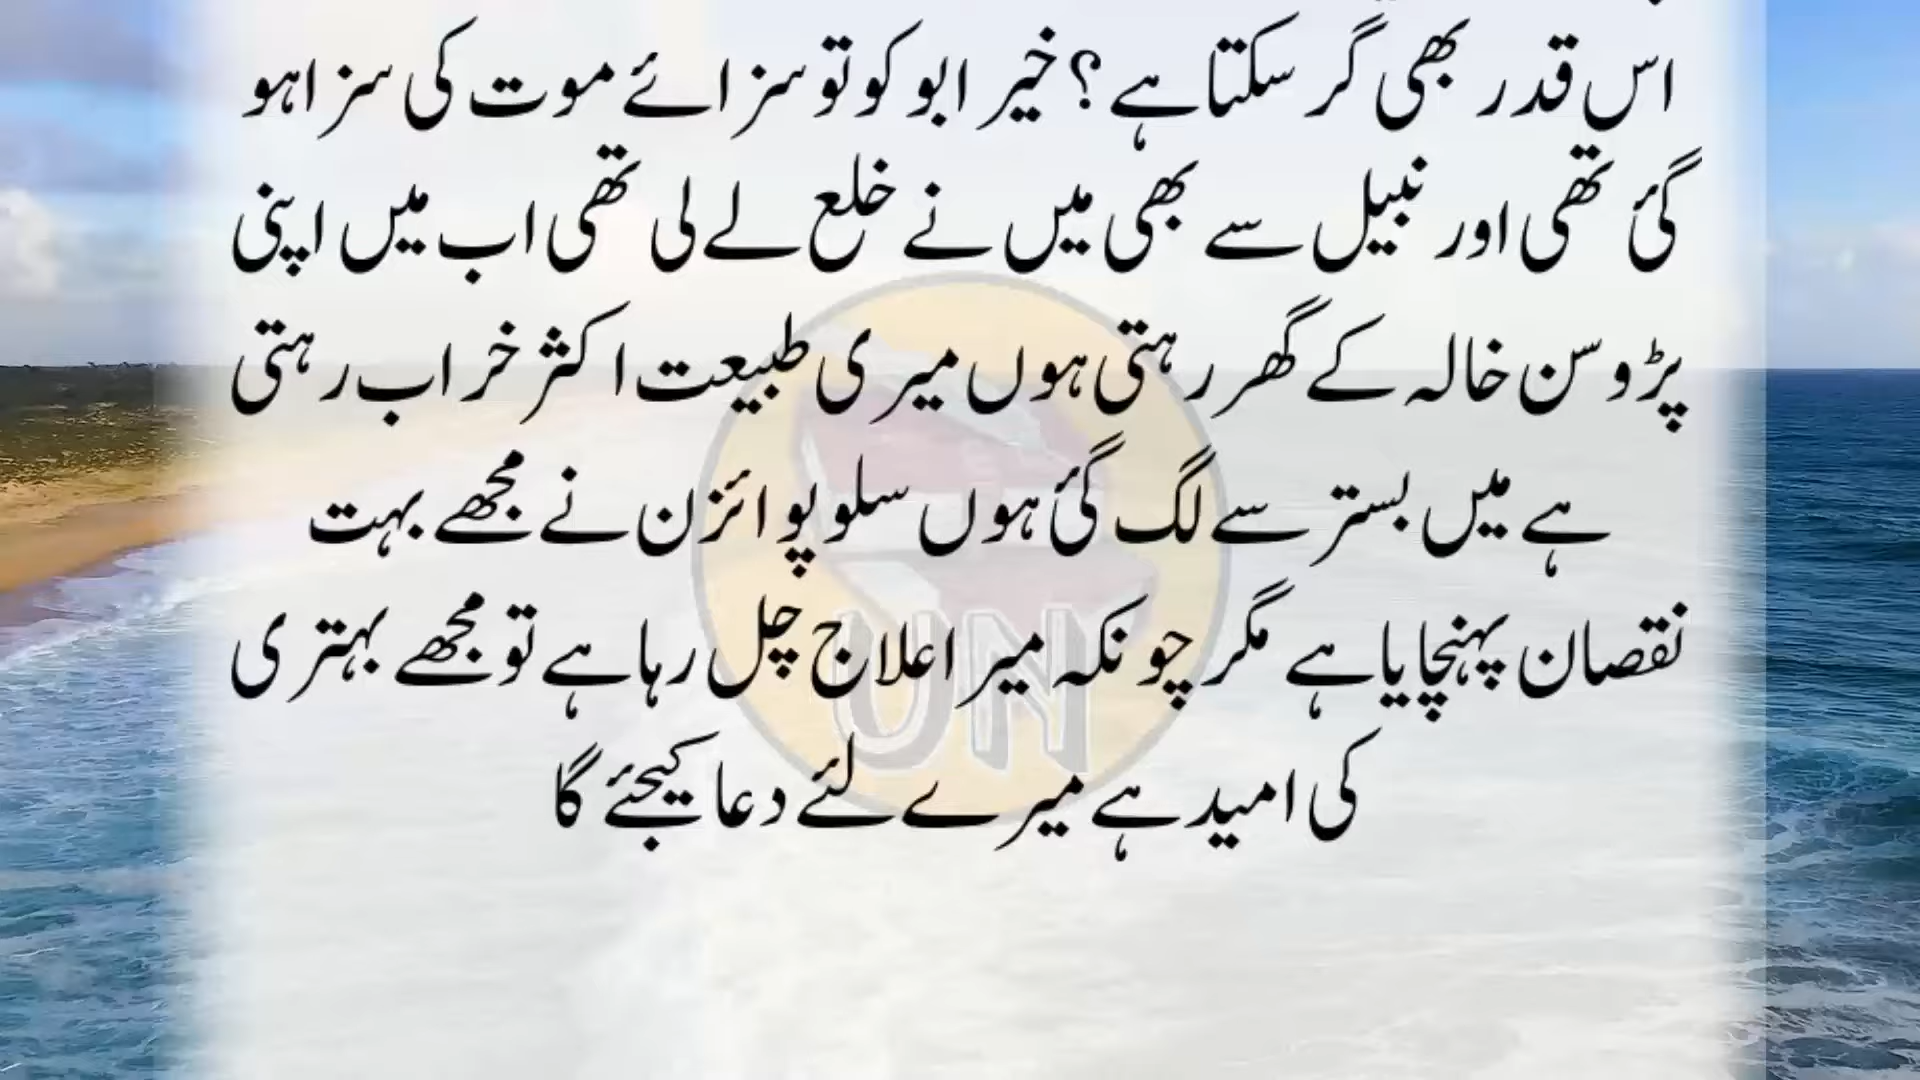 اس قدر بھی گر سکتا ہے؟ خیر ابو کو تو سزائے موت کی سزا ہو
گئ تھی اور نبیل سے بھی میں نے خلع لے لی تھی اب میں اپنی
پڑوسن خالہ کے گھر رہتی ہوں میری طبیعت اکثر خراب رہتی
ہے میں بستر سے لگ گئ ہوں سلو پوائزن نے مجھے بہت
نقصان پہنچایا ہے مگر چونکہ میرا علاج چل رہا ہے تو مجھے بہتری
کی امید ہے میرے لئے دعا کیجئے گا
UN